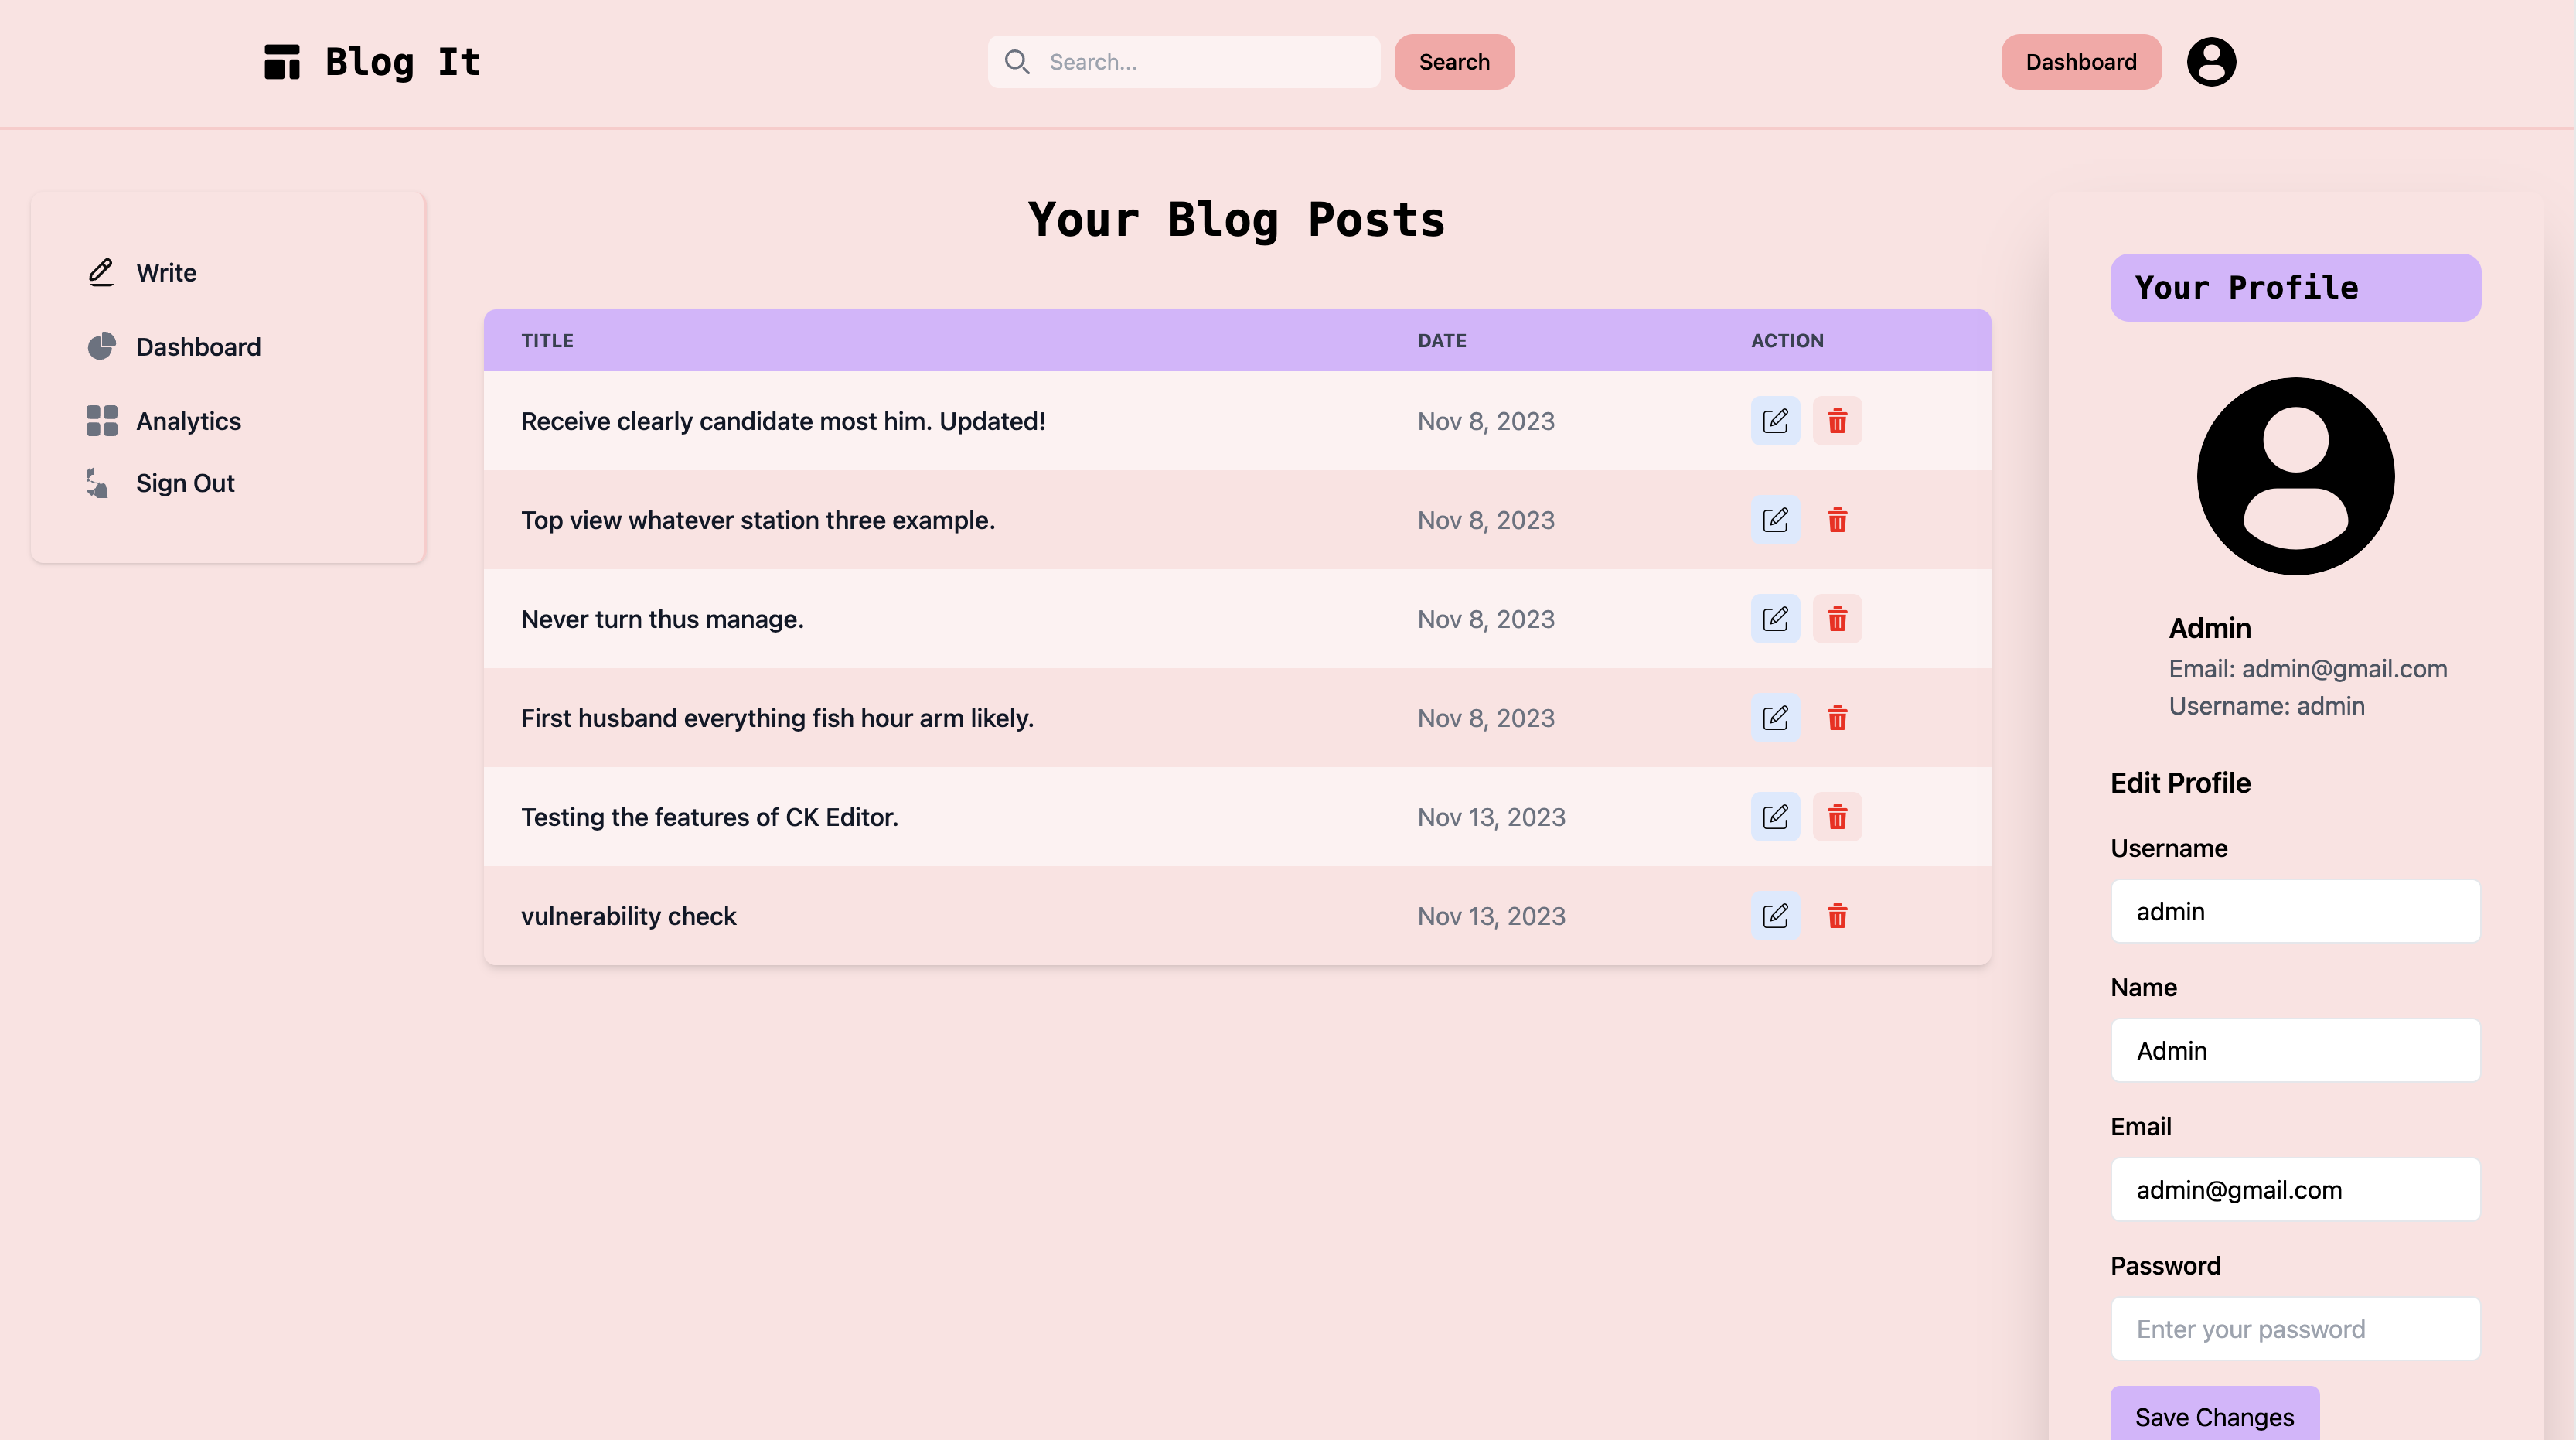 Blog It
Search...
Search
Dashboard
Write
Dashboard
Analytics
Sign Out
Your Blog Posts
TITLE DATE ACTION
Receive clearly candidate most him. Updated! Nov 8, 2023
Top view whatever station three example. Nov 8, 2023
Never turn thus manage. Nov 8, 2023
First husband everything fish hour arm likely. Nov 8, 2023
Testing the features of CK Editor. Nov 13, 2023
vulnerability check Nov 13, 2023
Your Profile
Admin
Email: admin@gmail.com
Username: admin
Edit Profile
Username
admin
Name
Admin
Email
admin@gmail.com
Password
Enter your password
Save Changes